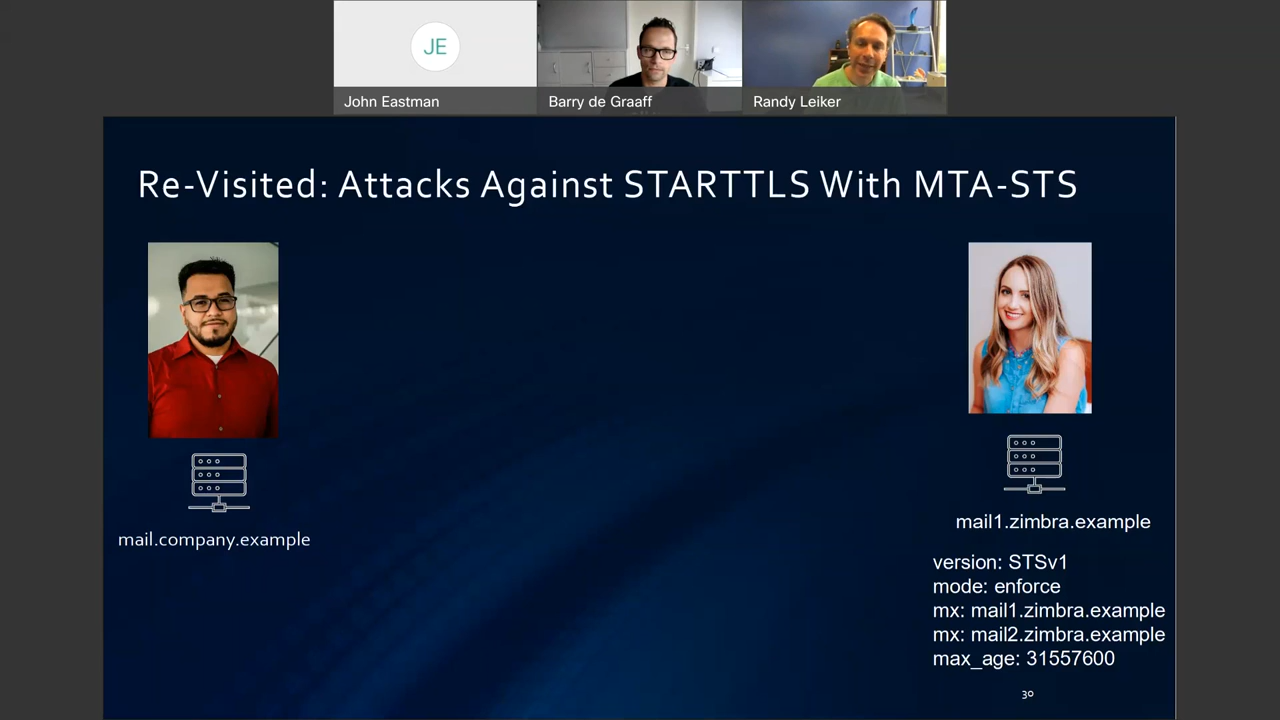 JE
John Eastman
Barry de Graaff
Randy Leiker
Re-Visited: Attacks Against STARTTLS With MTA-STS
mail.company.example
mail1.zimbra.example
version: STSv1
mode: enforce
mx: mail1.zimbra.example
mx: mail2.zimbra.example
max_age: 31557600
30